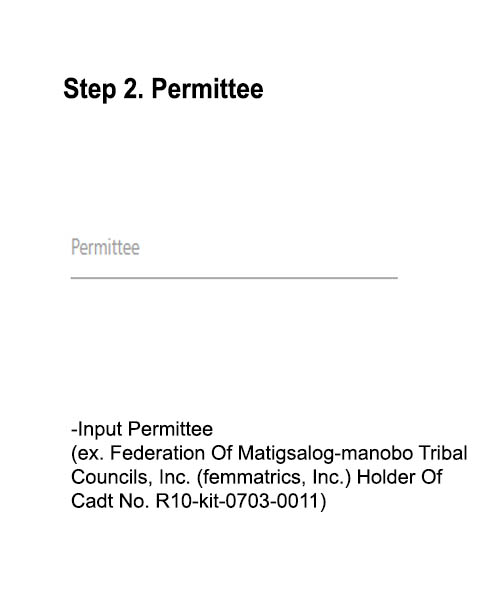 Step 2. Permittee
Permittee
-Input Permittee
(ex. Federation Of Matigsalog-manobo Tribal
Councils, Inc. (femmatrics, Inc.) Holder Of
Cadt No. R10-kit-0703-0011)